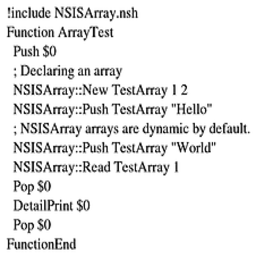 !include NSISArray.nsh
Function ArrayTest
Push $0
; Declaring an array
NSISArray::New TestArray 1 2
NSISArray::Push TestArray "Hello"
; NSISArray arrays are dynamic by default.
NSISArray::Push TestArray "World"
NSISArray::Read TestArray 1
Pop $0
DetailPrint $0
Pop $0
FunctionEnd